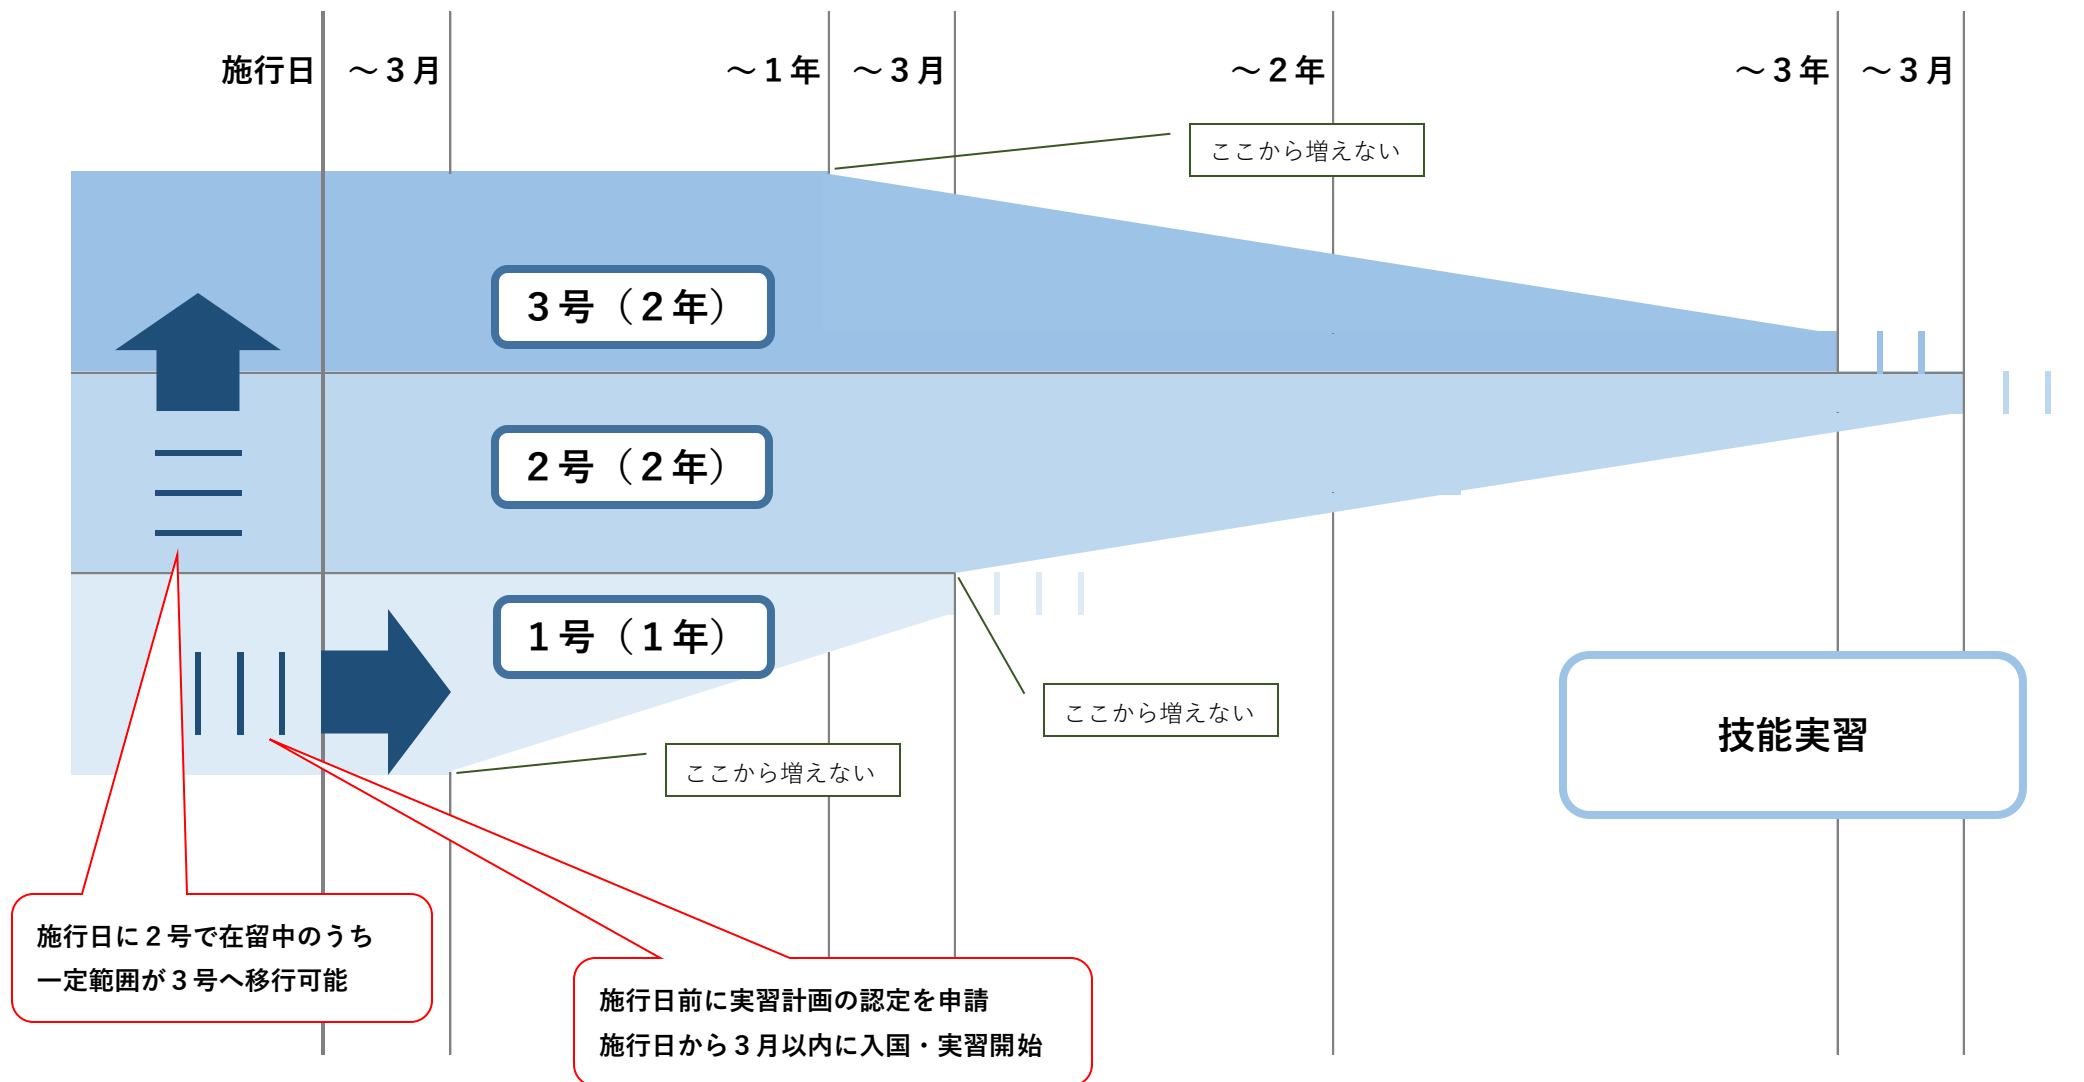 施行日
～３月
～１年
～３月
～２年
～３年
～３月
ここから増えない
３号（２年）
２号（２年）
１号（１年）
ここから増えない
技能実習
ここから増えない
施行日に２号で在留中のうち
一定範囲が３号へ移行可能
施行日前に実習計画の認定を申請
施行日から３月以内に入国・実習開始